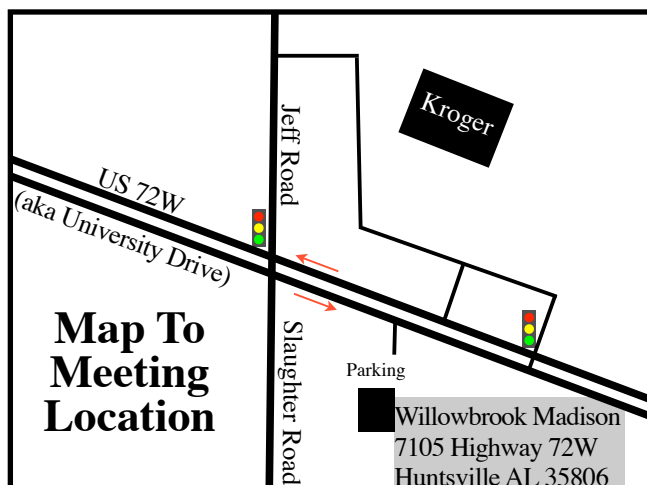 Kroger
Jeff Road
US 72W
(aka University Drive)
Map To
Meeting
Location
Slaughter Road
Parking
Willowbrook Madison
7105 Highway 72W
Huntsville AL 35806